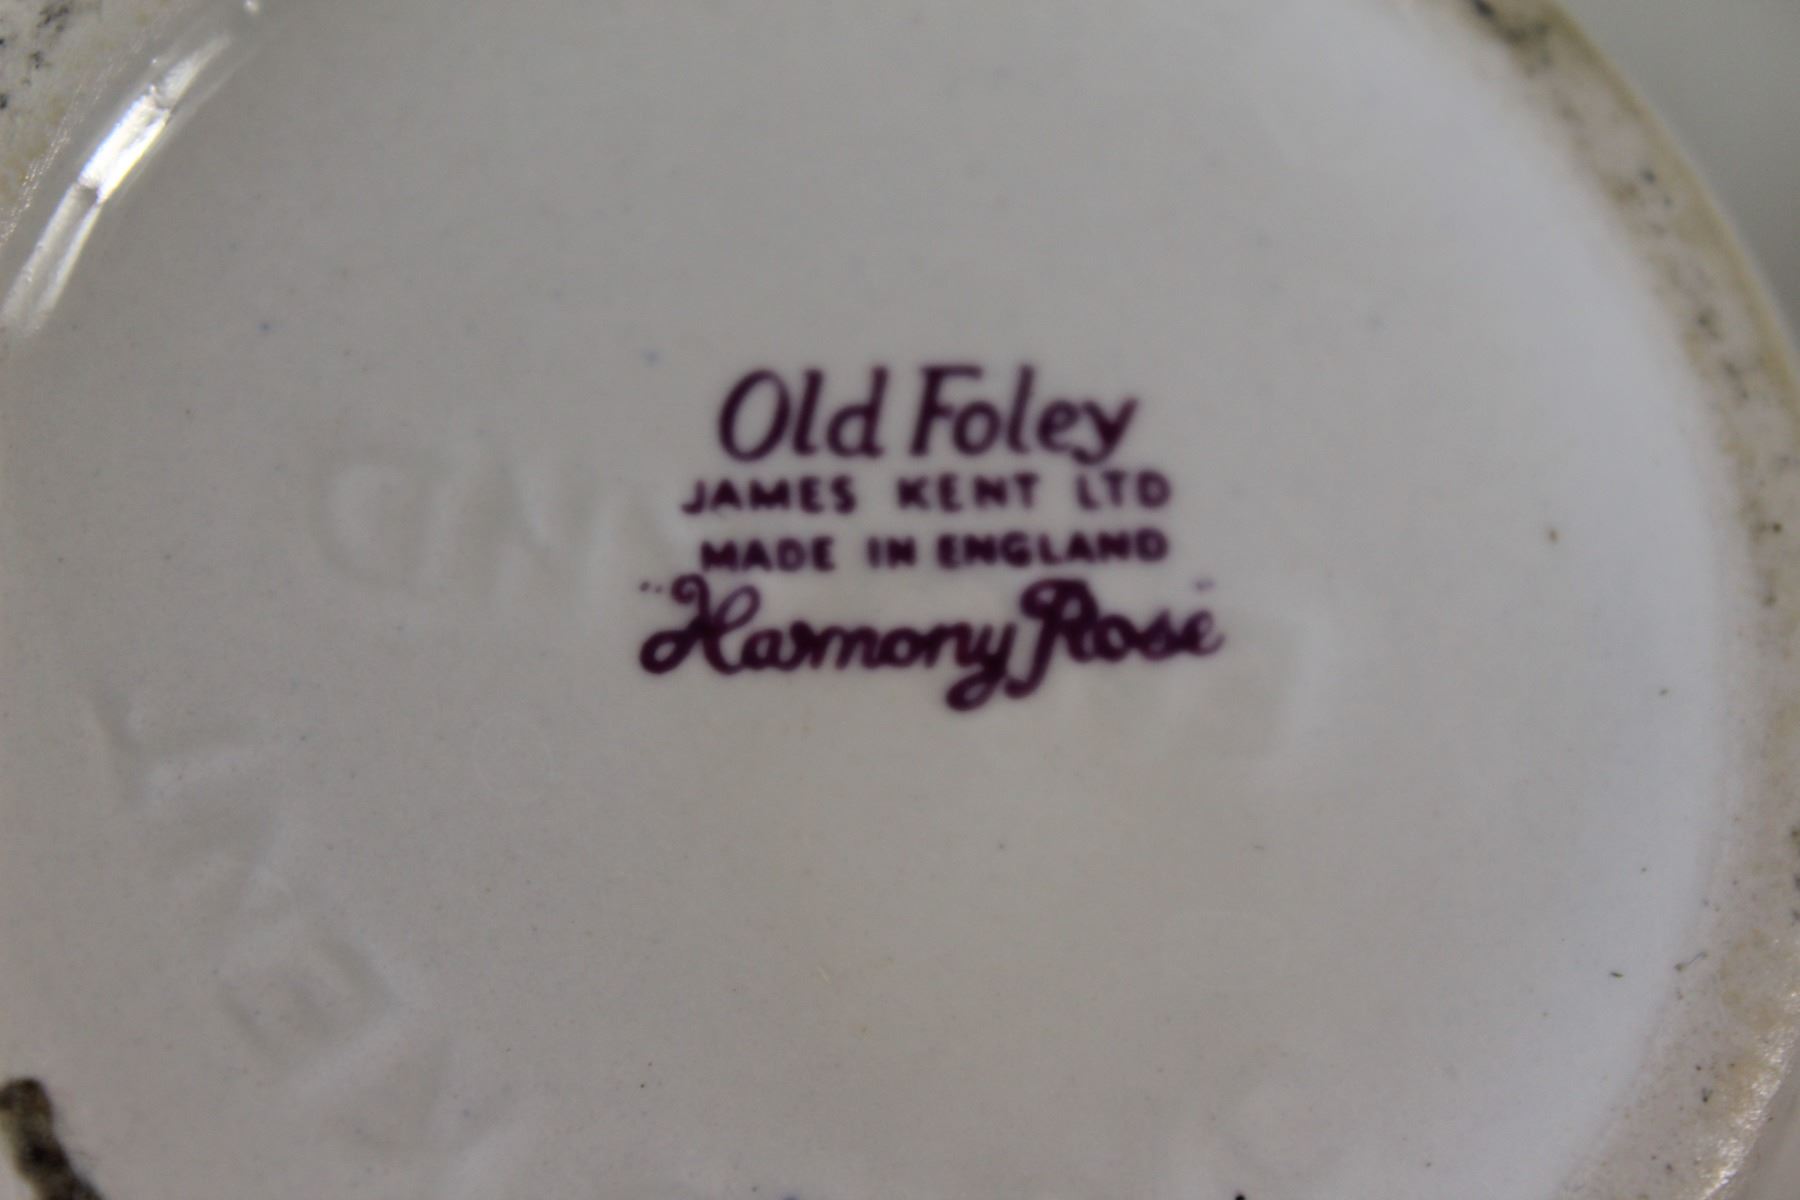 Old Foley
JAMES KENT LTD
MADE IN ENGLAND
"Harmony Rose"